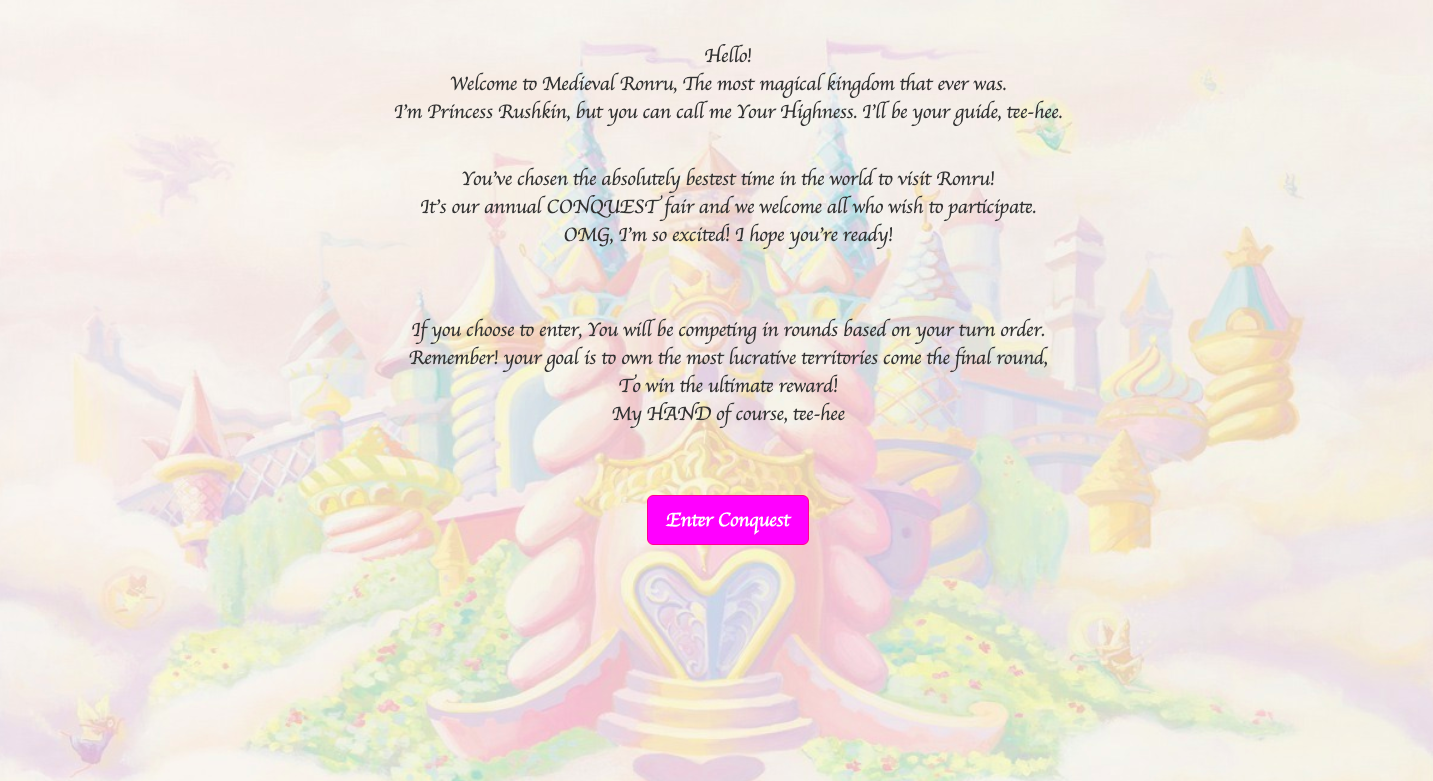 Hello!
Welcome to Medieval Ronru, The most magical kingdom that ever was.
I'm Princess Rushkin, but you can call me Your Highness. I'll be your guide, tee-hee.
You've chosen the absolutely bestest time in the world to visit Ronru!
It's our annual CONQUEST fair and we welcome all who wish to participate.
OMG, I'm so excited! I hope you're ready!
If you choose to enter, You will be competing in rounds based on your turn order.
Remember! your goal is to own the most lucrative territories come the final round,
To win the ultimate reward!
My HAND of course, tee-hee
Enter Conquest